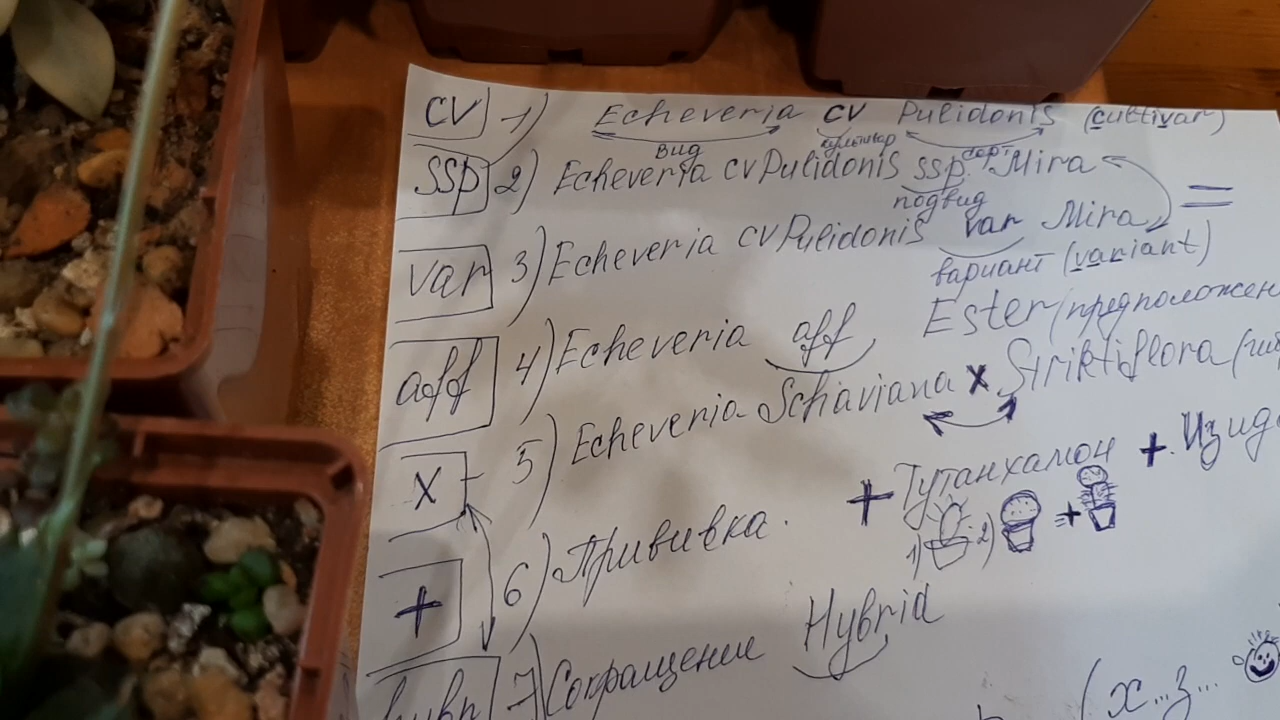 CV 1) Echeveria cv Pulidonis (cultivar)
вид культивар сорт
ssp 2) Echeveria cv Pulidonis ssp. Mira =
подвид
var 3) Echeveria cv Pulidonis var Mira
вариант (variant)
aff 4) Echeveria aff Ester (предположен
X - 5) Echeveria Schaviana x Striktiflora (гиб
+ 6) Прививка. + Тутанхамон + Изид
1) 2) = +
7) Сокращение Hybrid
(х...з...